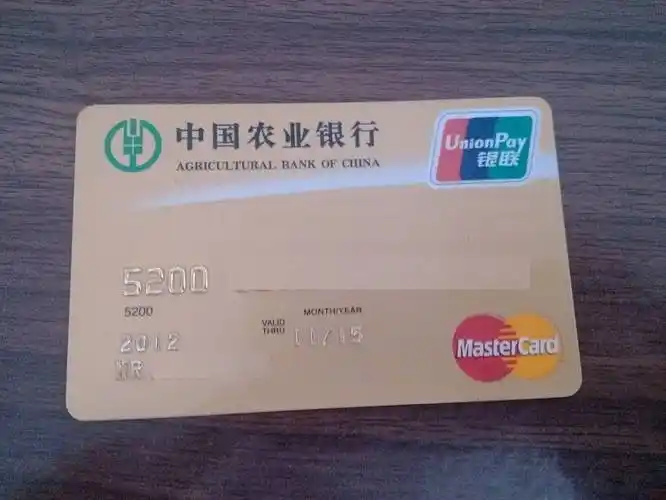 中国农业银行
AGRICULTURAL BANK OF CHINA
UnionPay
银联
5200
5200
MONTH/YEAR
VALID
THRU
11/15
2012
MR
MasterCard